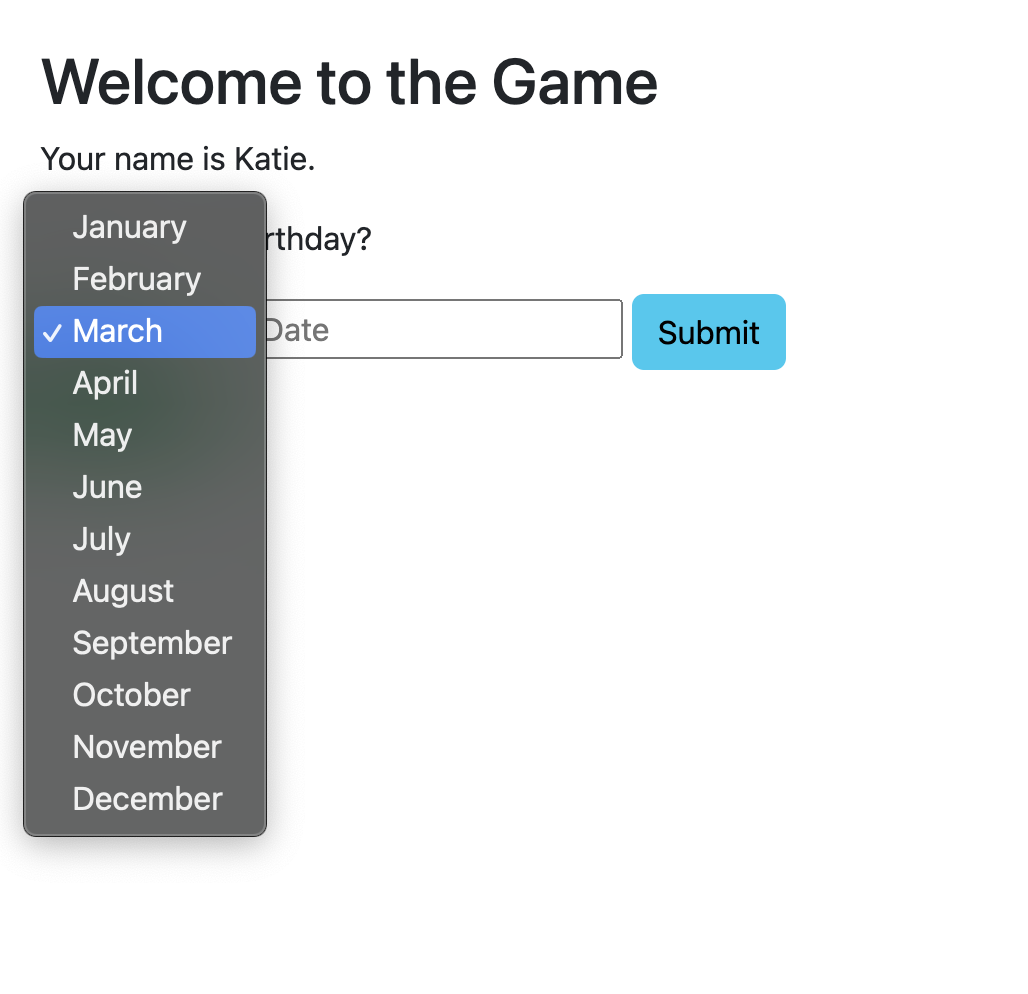 Welcome to the Game
Your name is Katie.
rthday?
January
February
✓ March
April
May
June
July
August
September
October
November
December
Date
Submit